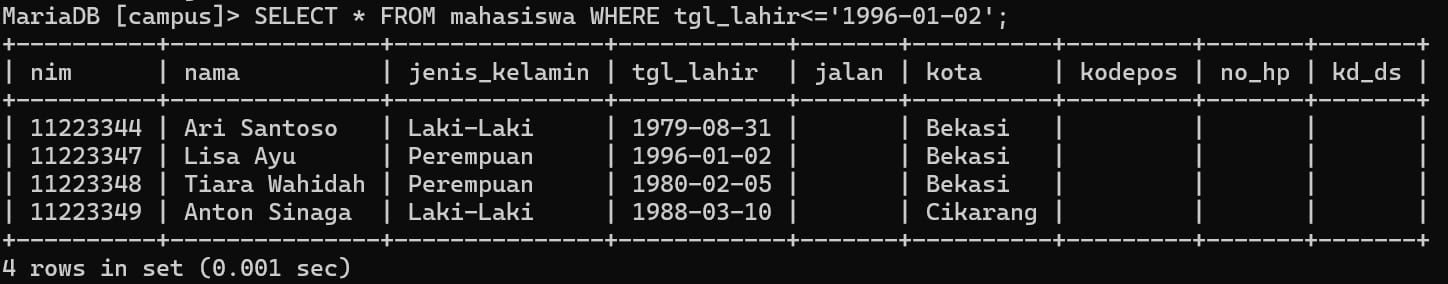 MariaDB [campus]> SELECT * FROM mahasiswa WHERE tgl_lahir<='1996-01-02';
+----------+---------------+---------------+------------+-------+----------+---------+-------+-------+
| nim      | nama          | jenis_kelamin | tgl_lahir  | jalan | kota     | kodepos | no_hp | kd_ds |
+----------+---------------+---------------+------------+-------+----------+---------+-------+-------+
| 11223344 | Ari Santoso   | Laki-Laki     | 1979-08-31 |       | Bekasi   |         |       |       |
| 11223347 | Lisa Ayu      | Perempuan     | 1996-01-02 |       | Bekasi   |         |       |       |
| 11223348 | Tiara Wahidah | Perempuan     | 1980-02-05 |       | Bekasi   |         |       |       |
| 11223349 | Anton Sinaga  | Laki-Laki     | 1988-03-10 |       | Cikarang |         |       |       |
+----------+---------------+---------------+------------+-------+----------+---------+-------+-------+
4 rows in set (0.001 sec)